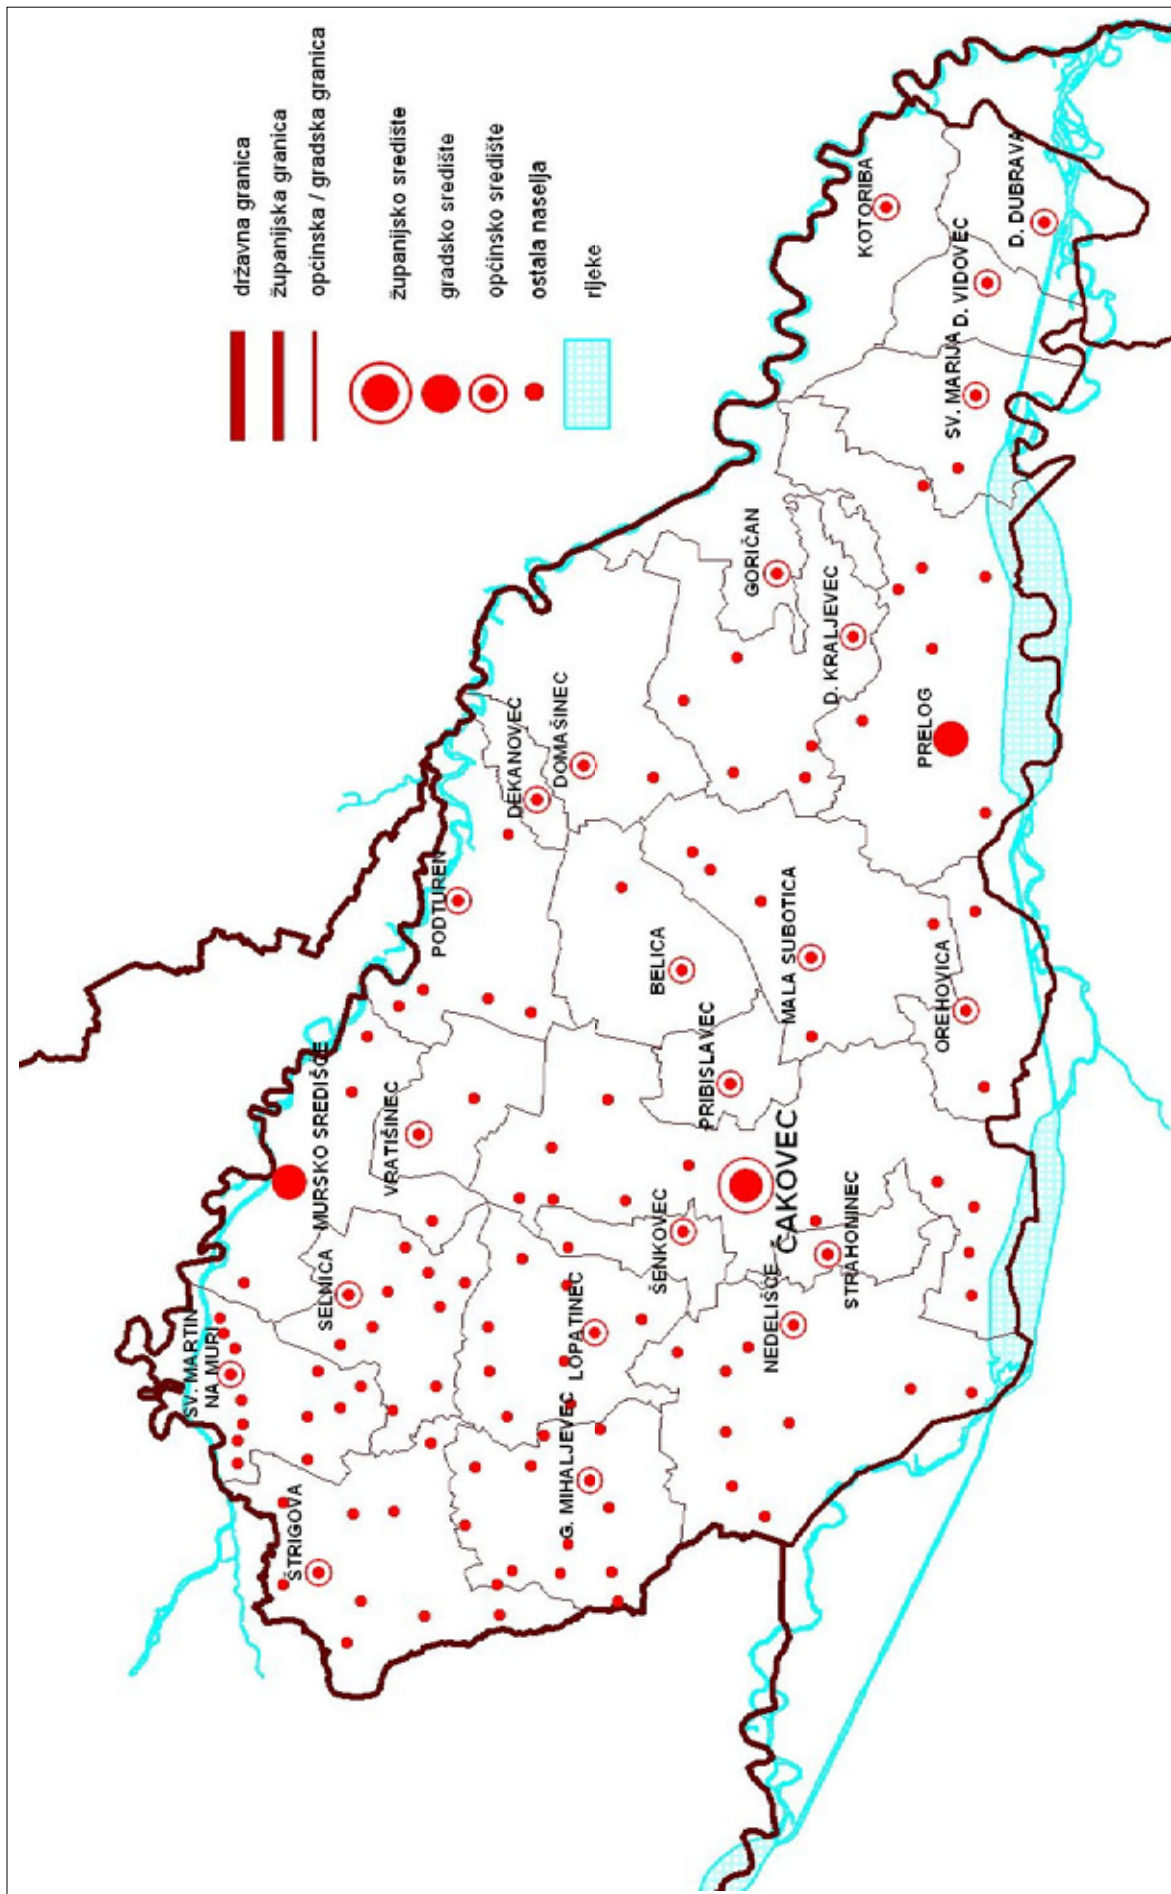 državna granica
županijska granica
općinska / gradska granica
županijsko središte
gradsko središte
općinsko središte
ostala naselja
rijeke
SV. MARTIN
NA MURI
MURSKO SREDIŠĆE
ŠTRIGOVA
SELNICA
VRATIŠINEC
PODTUREN
DEKANOVEC
DOMAŠINEC
G. MIHALJEVEC
LOPATINEC
ŠENKOVEC
BELICA
PRIBISLAVEC
GORIČAN
NEDELIŠĆE
ČAKOVEC
MALA SUBOTICA
D. KRALJEVEC
STRAHONINEC
KOTORIBA
PRELOG
OREHOVICA
SV. MARIJA
D. VIDOVEC
D. DUBRAVA